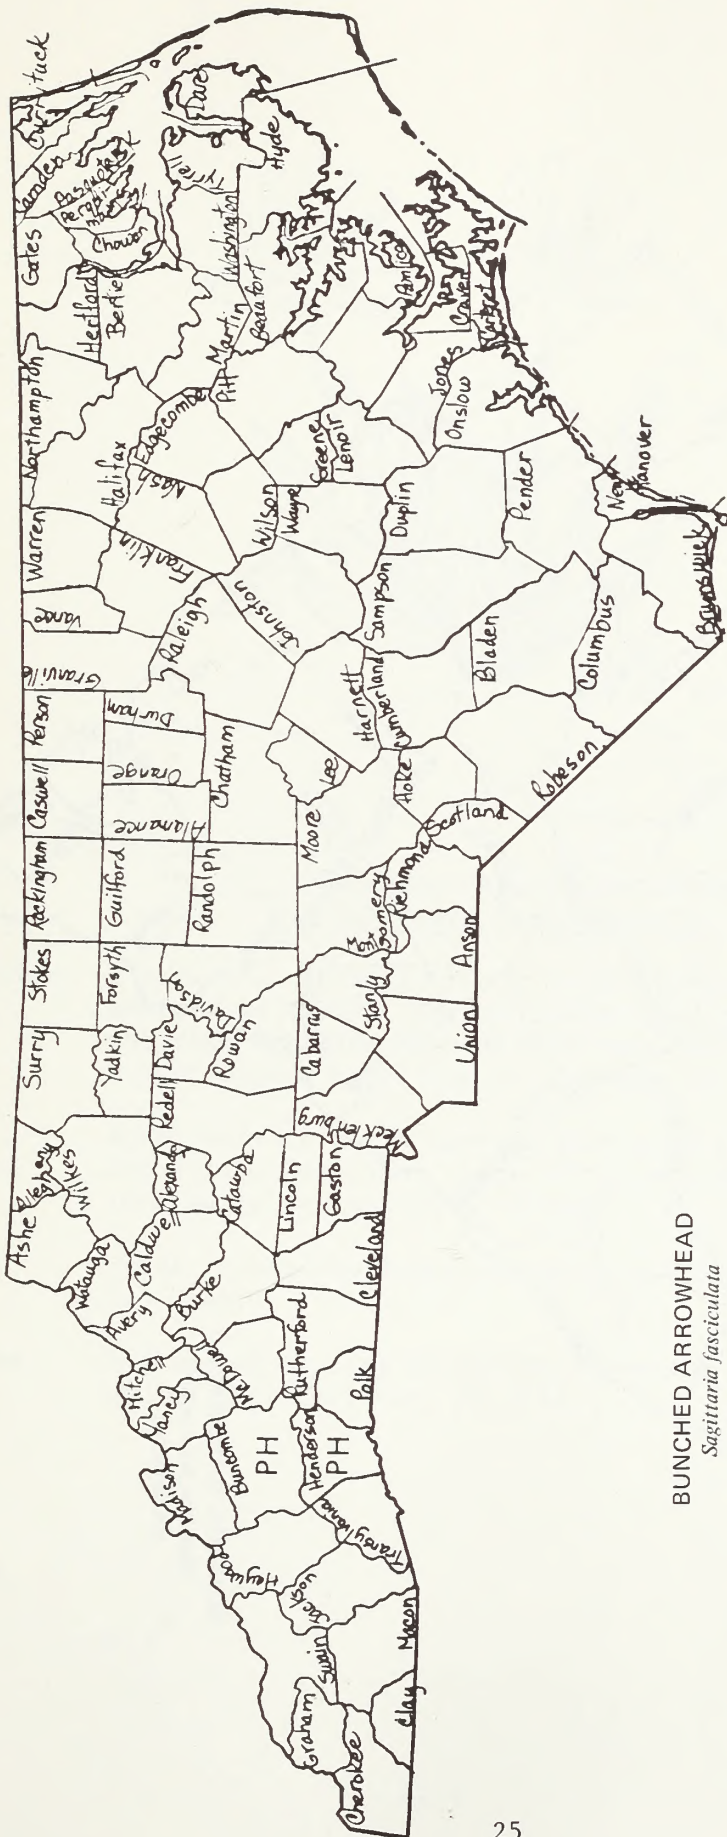 Currituck
Camden
Gates
Pasquotank
Perqui-
mans
Chowan
Hertford
Bertie
Northampton
Warren
Vance
Granville
Person
Caswell
Rockingham
Stokes
Surry
Alleghany
Ashe
Wilkes
Watauga
Avery
Mitchell
Yancy
Madison
Caldwell
Burke
McDowell
Buncombe
PH
Haywood
Swain
Graham
Cherokee
Clay
Macon
Jackson
Transylvania
Henderson
PH
Polk
Rutherford
Cleveland
Gaston
Lincoln
Catawba
Alexander
Iredell
Yadkin
Davie
Forsyth
Davidson
Rowan
Guilford
Randolph
Alamance
Orange
Durham
Chatham
Raleigh
Franklin
Halifax
Nash
Edgecombe
Martin
Washington
Tyrrell
Dare
Hyde
Beaufort
Pitt
Wilson
Wayne
Greene
Lenoir
Johnston
Harnett
Lee
Moore
Mont-
gomery
Stanly
Cabarrus
Mecklenburg
Union
Anson
Richmond
Scotland
Hoke
Cumberland
Sampson
Duplin
Jones
Onslow
Craven
Pamlico
Carteret
Pender
New
Hanover
Brunswick
Columbus
Bladen
Robeson
BUNCHED ARROWHEAD
Sagittaria fasciculata
25